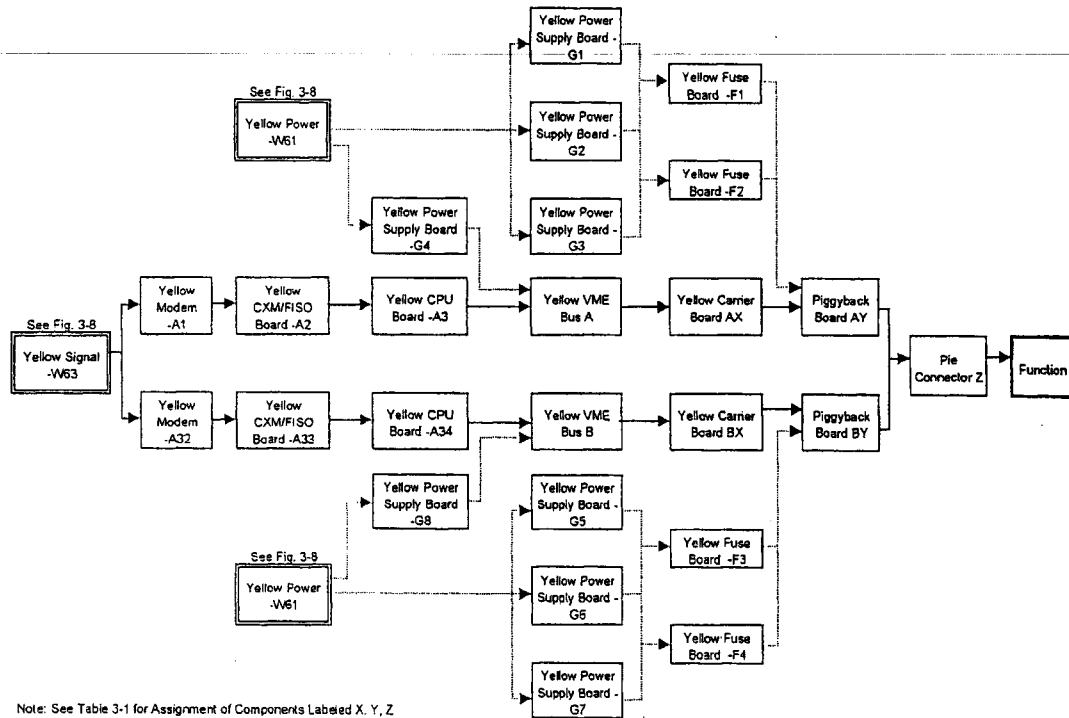 Yellow Power
Supply Board -
G1
Yellow Fuse
Board -F1
See Fig. 3-8
Yellow Power
-W61
Yellow Power
Supply Board -
G2
Yellow Fuse
Board -F2
Yellow Power
Supply Board
-G4
Yellow Power
Supply Board -
G3
Yellow
Modem
-A1
Yellow
CXM/FISO
Board -A2
Yellow CPU
Board -A3
Yellow VME
Bus A
Yellow Carrier
Board AX
Piggyback
Board AY
See Fig. 3-8
Yellow Signal
-W63
Pie
Connector Z
Function
Yellow
Modem
-A32
Yellow
CXM/FISO
Board -A33
Yellow CPU
Board -A34
Yellow VME
Bus B
Yellow Carrier
Board BX
Piggyback
Board BY
Yellow Power
Supply Board
-G8
Yellow Power
Supply Board -
G5
Yellow Fuse
Board -F3
See Fig. 3-8
Yellow Power
-W61
Yellow Power
Supply Board -
G6
Yellow Fuse
Board -F4
Yellow Power
Supply Board -
G7
Note: See Table 3-1 for Assignment of Components Labeled X, Y, Z